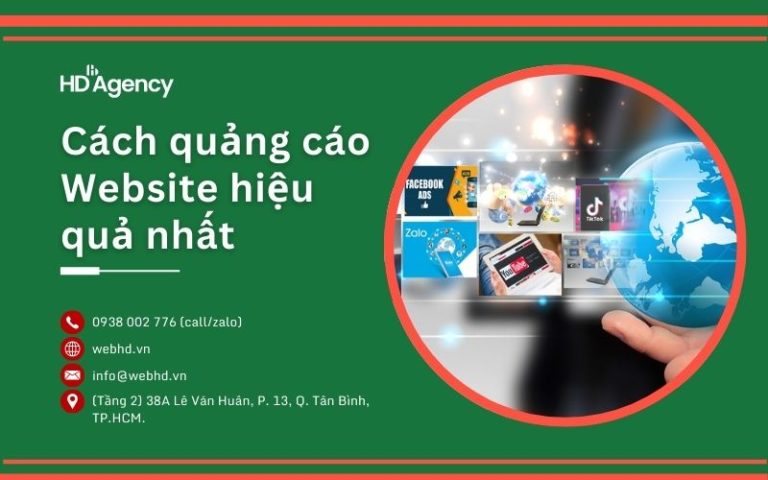 HD Agency
Cách quảng cáo
Website hiệu
quả nhất
0938 002 776 (call/zalo)
webhd.vn
info@webhd.vn
(Tầng 2) 38A Lê Văn Huân, P. 13, Q. Tân Bình,
TP.HCM.
FACEBOOK
ADS
TikTok
Zalo
YouTube